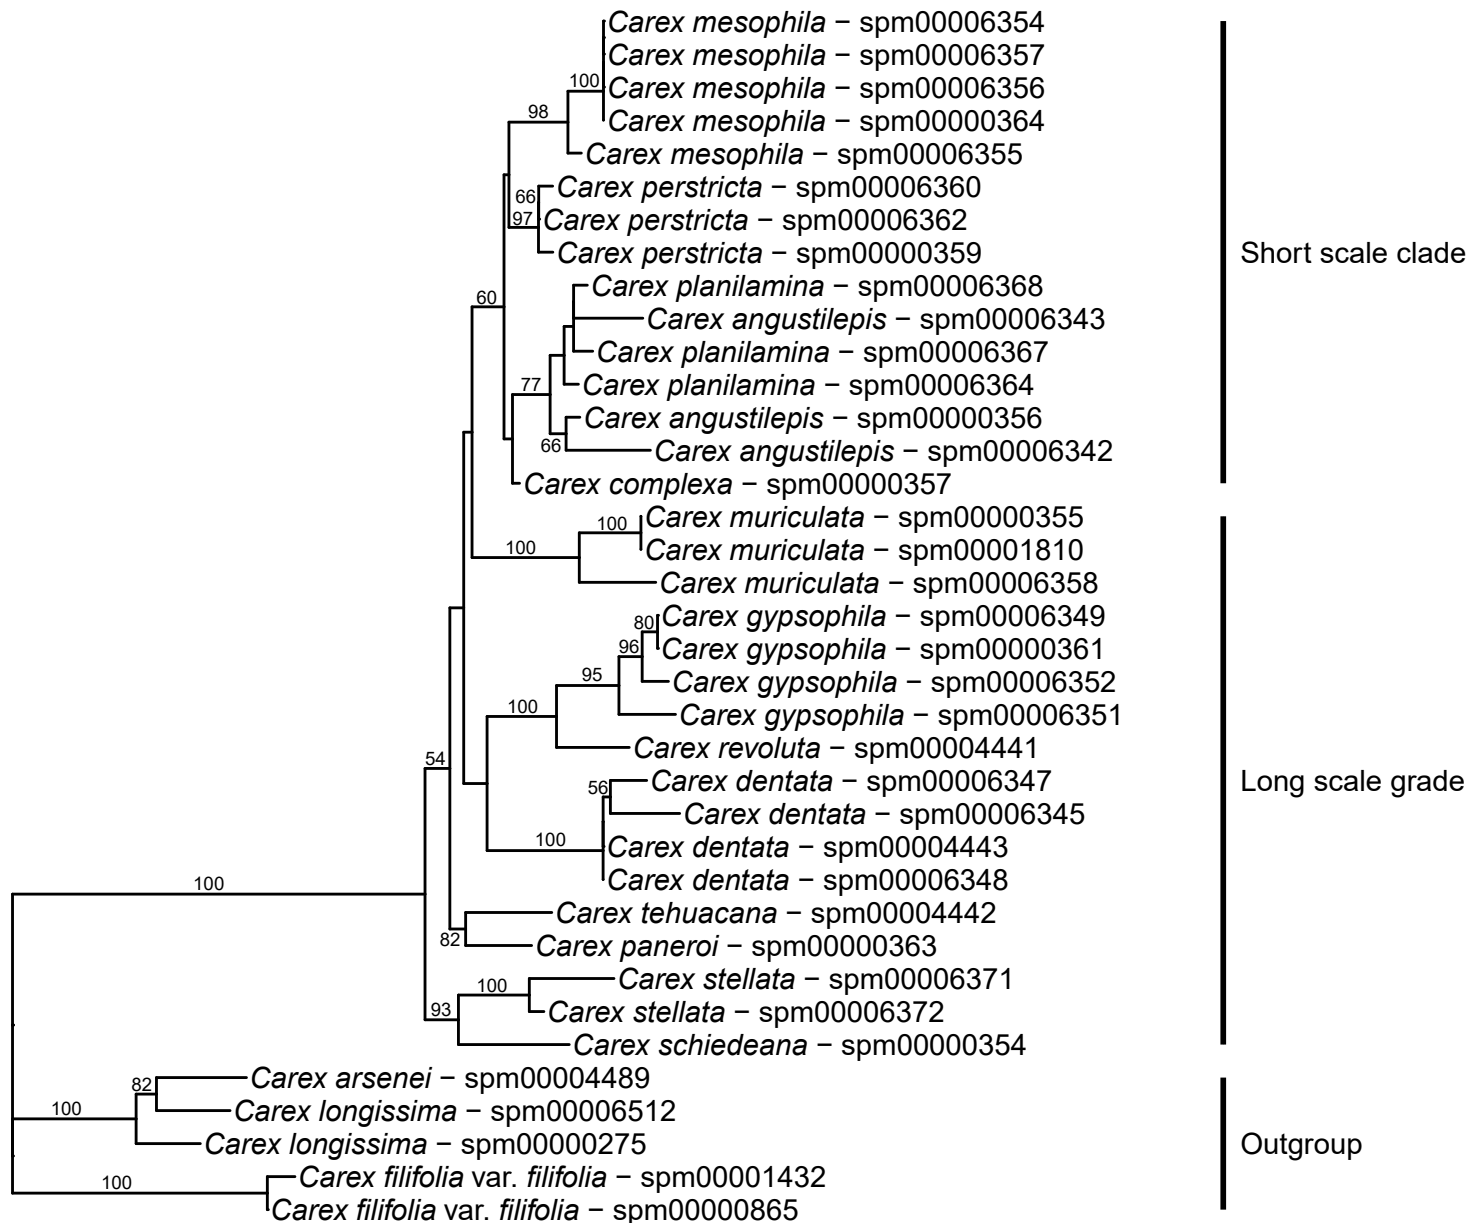 Carex mesophila − spm00006354
Carex mesophila − spm00006357
100
Carex mesophila − spm00006356
98
Carex mesophila − spm00000364
Carex mesophila − spm00006355
Carex perstricta − spm00006360
66
97
Carex perstricta − spm00006362
Carex perstricta − spm00000359
Short scale clade
Carex planilamina − spm00006368
60
Carex angustilepis − spm00006343
Carex planilamina − spm00006367
77
Carex planilamina − spm00006364
Carex angustilepis − spm00000356
66
Carex angustilepis − spm00006342
Carex complexa − spm00000357
100
Carex muriculata − spm00000355
100
Carex muriculata − spm00001810
Carex muriculata − spm00006358
80
Carex gypsophila − spm00006349
96
Carex gypsophila − spm00000361
95
Carex gypsophila − spm00006352
100
Carex gypsophila − spm00006351
Carex revoluta − spm00004441
54
56
Carex dentata − spm00006347
Long scale grade
Carex dentata − spm00006345
100
Carex dentata − spm00004443
100
Carex dentata − spm00006348
Carex tehuacana − spm00004442
82
Carex paneroi − spm00000363
100
Carex stellata − spm00006371
93
Carex stellata − spm00006372
Carex schiedeana − spm00000354
82
Carex arsenei − spm00004489
100
Carex longissima − spm00006512
Carex longissima − spm00000275
Outgroup
100
Carex filifolia var. filifolia − spm00001432
Carex filifolia var. filifolia − spm00000865